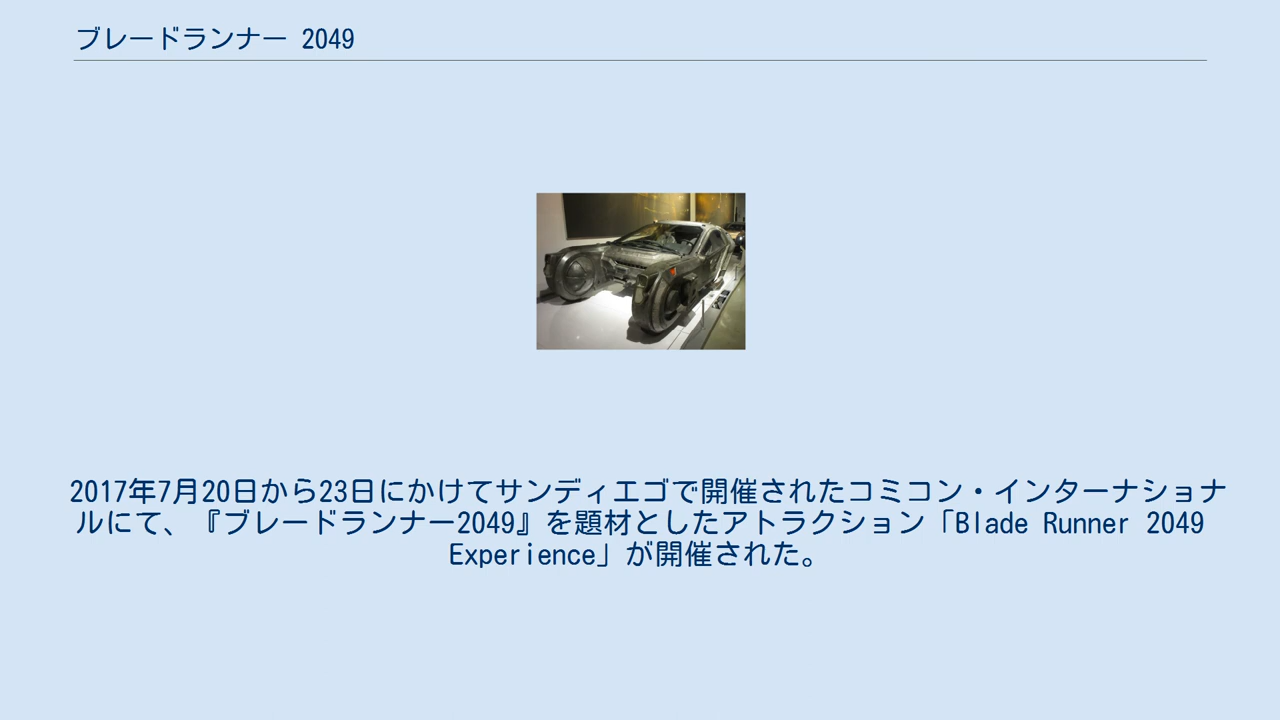 ブレードランナー 2049
2017年7月20日から23日にかけてサンディエゴで開催されたコミコン・インターナショナ
ルにて、『ブレードランナー2049』を題材としたアトラクション「Blade Runner 2049
Experience」が開催された。